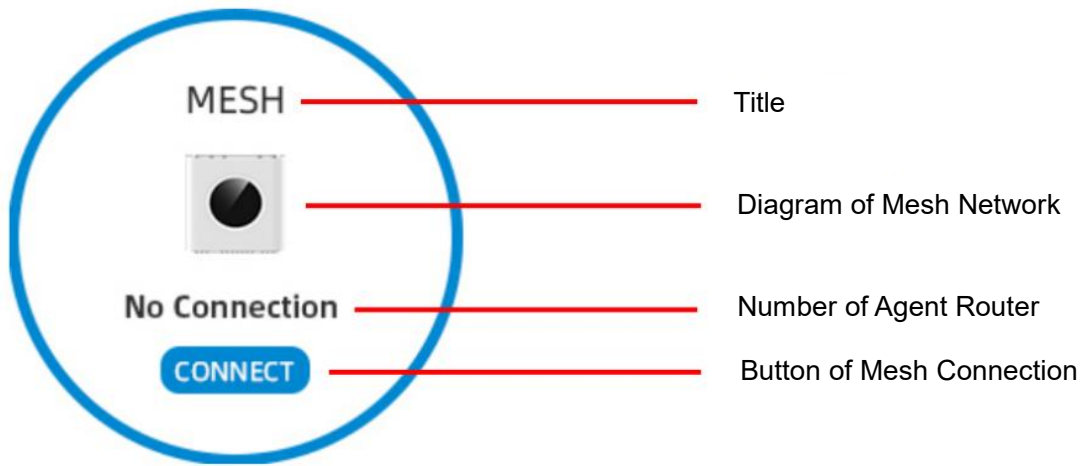 MESH
Title
Diagram of Mesh Network
No Connection
Number of Agent Router
CONNECT
Button of Mesh Connection